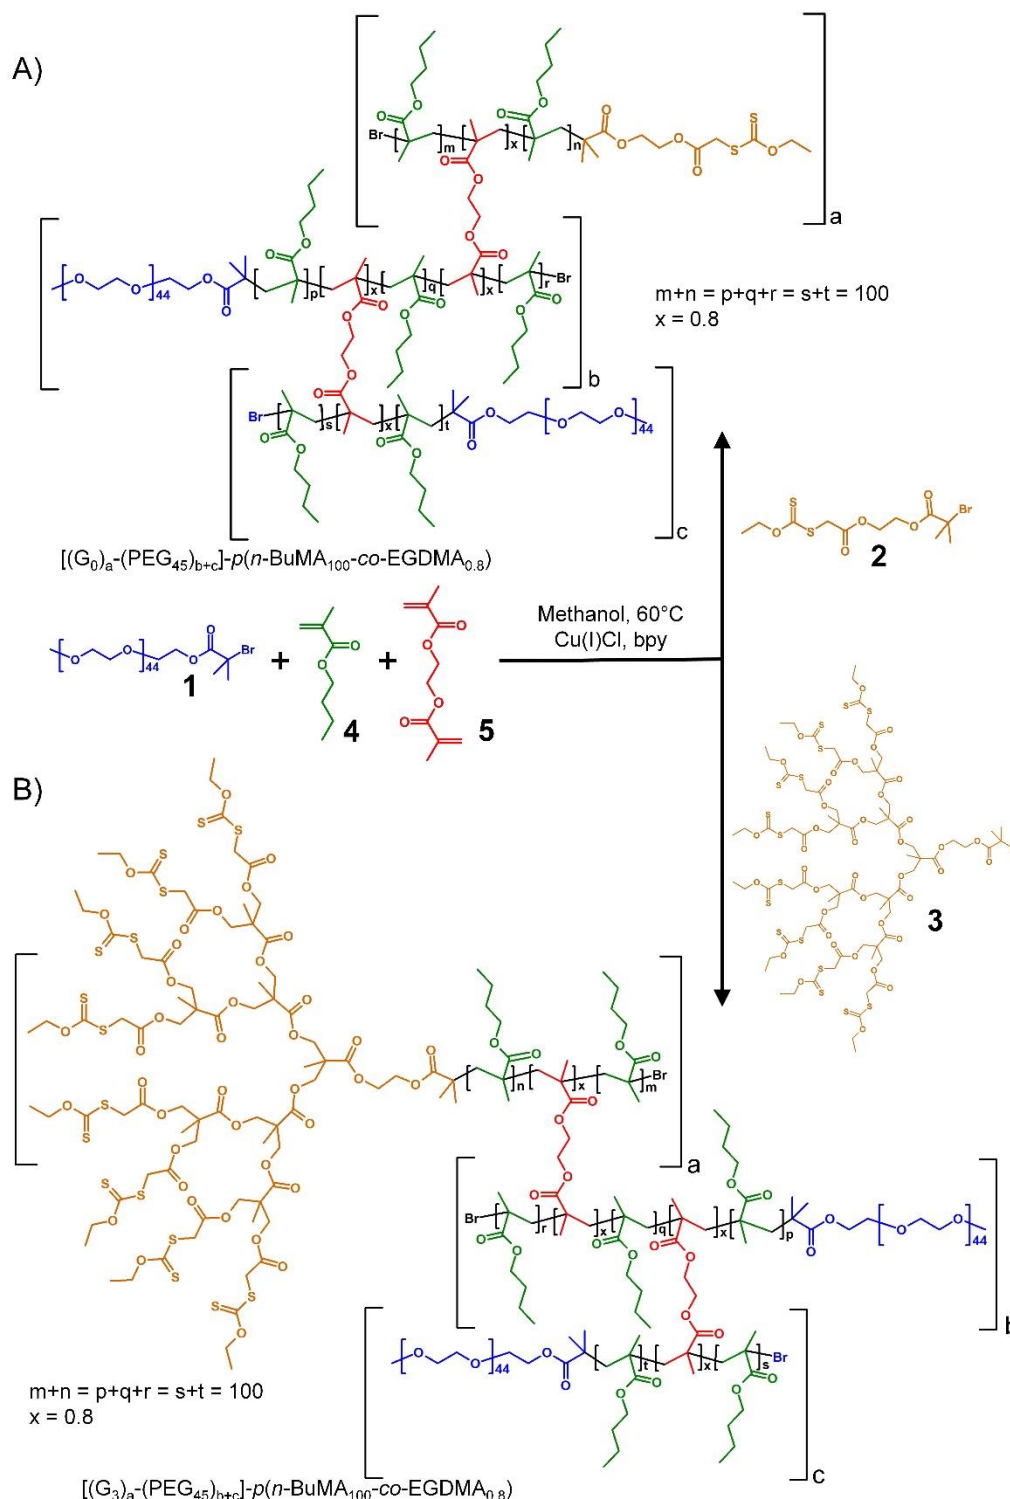 A)
Br
m
x
n
a
44
p
x
q
x
r
Br
b
m+n = p+q+r = s+t = 100
x = 0.8
Br
s
x
t
44
c
[(G₀)ₐ-(PEG₄₅)b+c]-p(n-BuMA₁₀₀-co-EGDMA₀.₈)
Br
2
Methanol, 60°C
Cu(I)Cl, bpy
44
Br
1
+
4
+
5
3
B)
n
x
m
Br
a
Br
r
x
q
x
p
44
b
44
t
x
s
Br
c
m+n = p+q+r = s+t = 100
x = 0.8
[(G₃)ₐ-(PEG₄₅)b+c]-p(n-BuMA₁₀₀-co-EGDMA₀.₈)